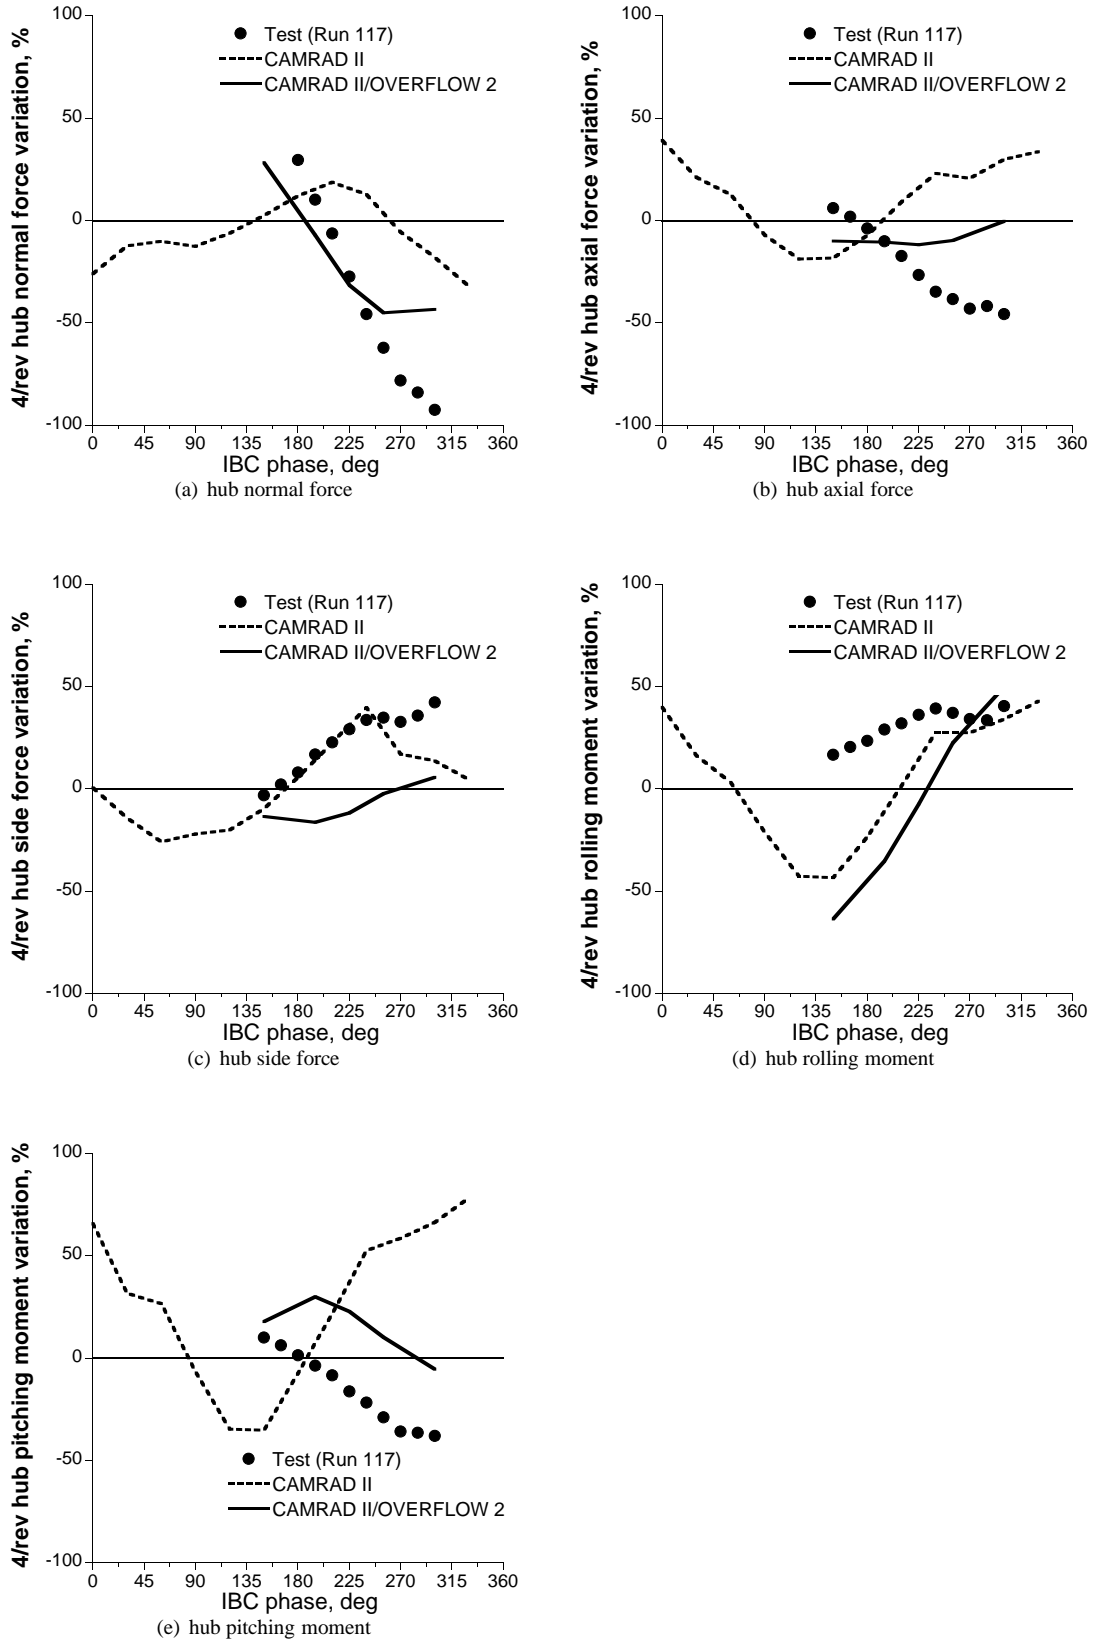 4/rev hub normal force variation, %
100
50
0
-50
-100
Test (Run 117)
CAMRAD II
CAMRAD II/OVERFLOW 2
0 45 90 135 180 225 270 315 360
IBC phase, deg
(a) hub normal force
4/rev hub axial force variation, %
100
50
0
-50
-100
Test (Run 117)
CAMRAD II
CAMRAD II/OVERFLOW 2
0 45 90 135 180 225 270 315 360
IBC phase, deg
(b) hub axial force
4/rev hub side force variation, %
100
50
0
-50
-100
Test (Run 117)
CAMRAD II
CAMRAD II/OVERFLOW 2
0 45 90 135 180 225 270 315 360
IBC phase, deg
(c) hub side force
4/rev hub rolling moment variation, %
100
50
0
-50
-100
Test (Run 117)
CAMRAD II
CAMRAD II/OVERFLOW 2
0 45 90 135 180 225 270 315 360
IBC phase, deg
(d) hub rolling moment
4/rev hub pitching moment variation, %
100
50
0
-50
-100
Test (Run 117)
CAMRAD II
CAMRAD II/OVERFLOW 2
0 45 90 135 180 225 270 315 360
IBC phase, deg
(e) hub pitching moment